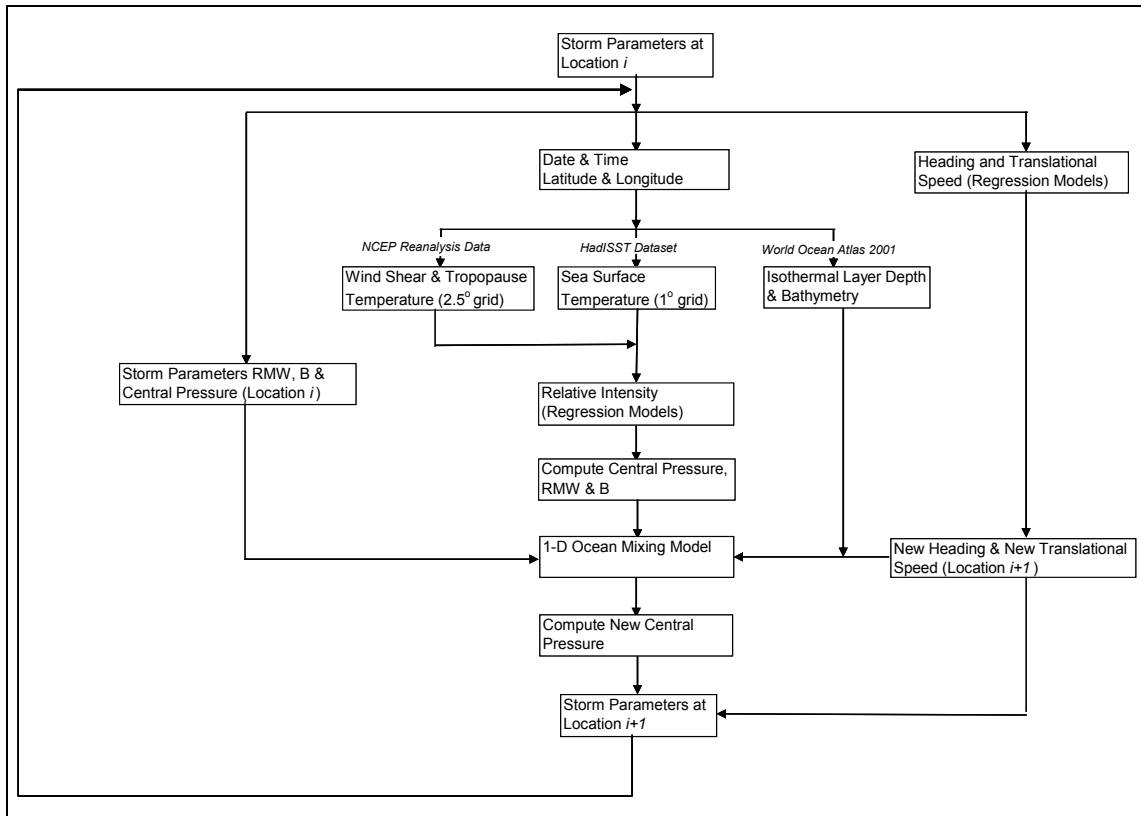 Storm Parameters at
Location i
Date & Time
Latitude & Longitude
Heading and Translational
Speed (Regression Models)
NCEP Reanalysis Data
HadISST Dataset
World Ocean Atlas 2001
Wind Shear & Tropopause
Temperature (2.5° grid)
Sea Surface
Temperature (1° grid)
Isothermal Layer Depth
& Bathymetry
Storm Parameters RMW, B &
Central Pressure (Location i)
Relative Intensity
(Regression Models)
Compute Central Pressure,
RMW & B
1-D Ocean Mixing Model
New Heading & New Translational
Speed (Location i+1)
Compute New Central
Pressure
Storm Parameters at
Location i+1